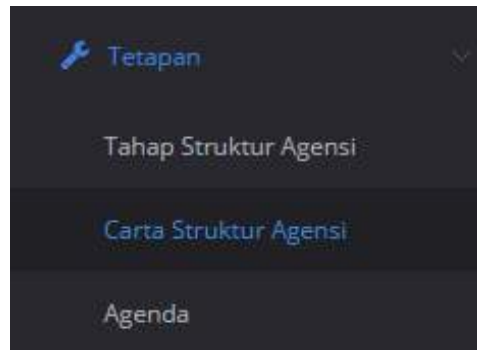 Tetapan
Tahap Struktur Agensi
Carta Struktur Agensi
Agenda